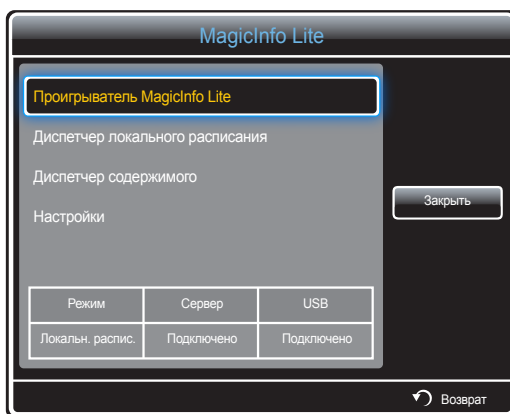 MagicInfo Lite
Проигрыватель MagicInfo Lite
Диспетчер локального расписания
Диспетчер содержимого
Настройки
Закрыть
Режим Сервер USB
Локальн. распис. Подключено Подключено
Возврат